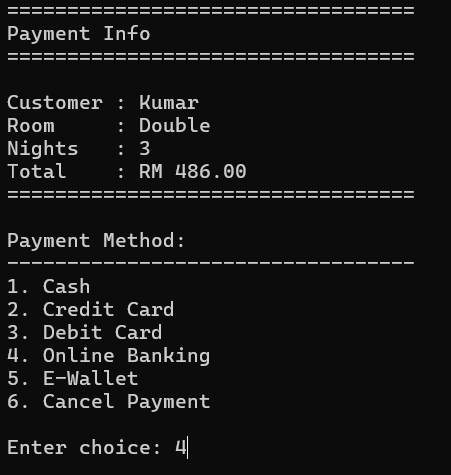 ==================================
Payment Info
==================================
Customer : Kumar
Room     : Double
Nights   : 3
Total    : RM 486.00
==================================
Payment Method:
----------------------------------
1. Cash
2. Credit Card
3. Debit Card
4. Online Banking
5. E-Wallet
6. Cancel Payment
Enter choice: 4